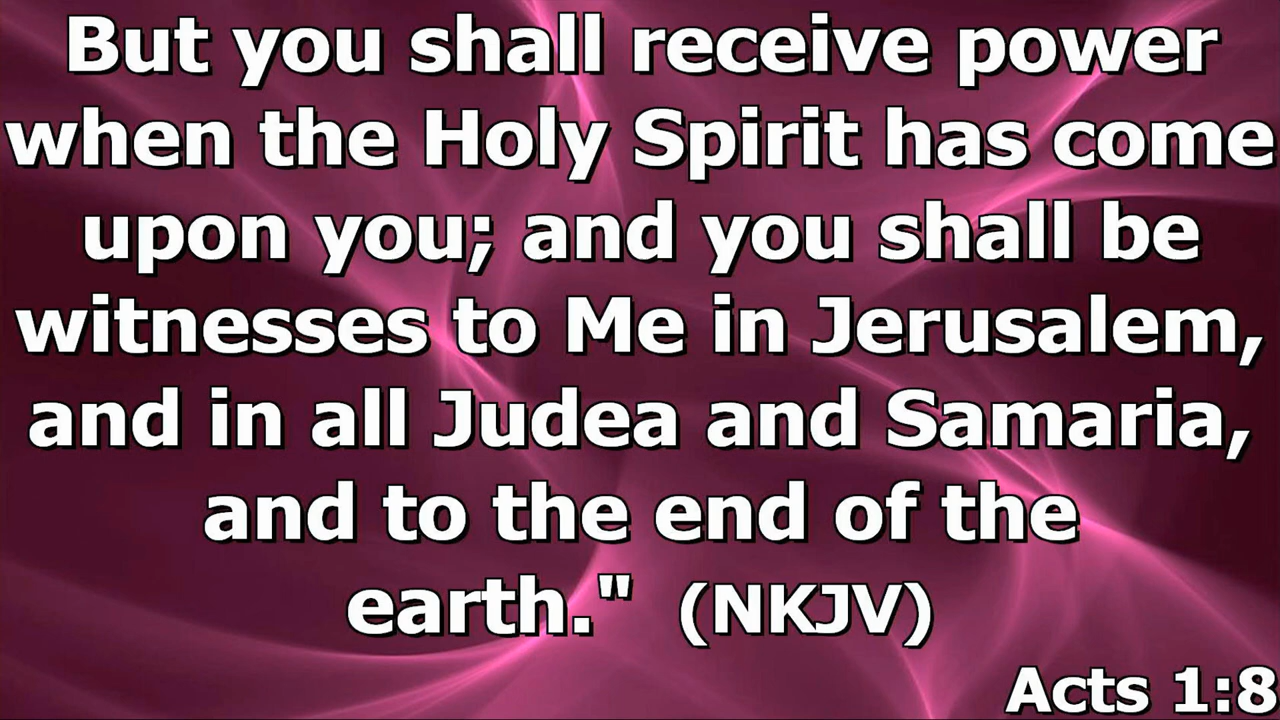 But you shall receive power
when the Holy Spirit has come
upon you; and you shall be
witnesses to Me in Jerusalem,
and in all Judea and Samaria,
and to the end of the
earth." (NKJV)
Acts 1:8